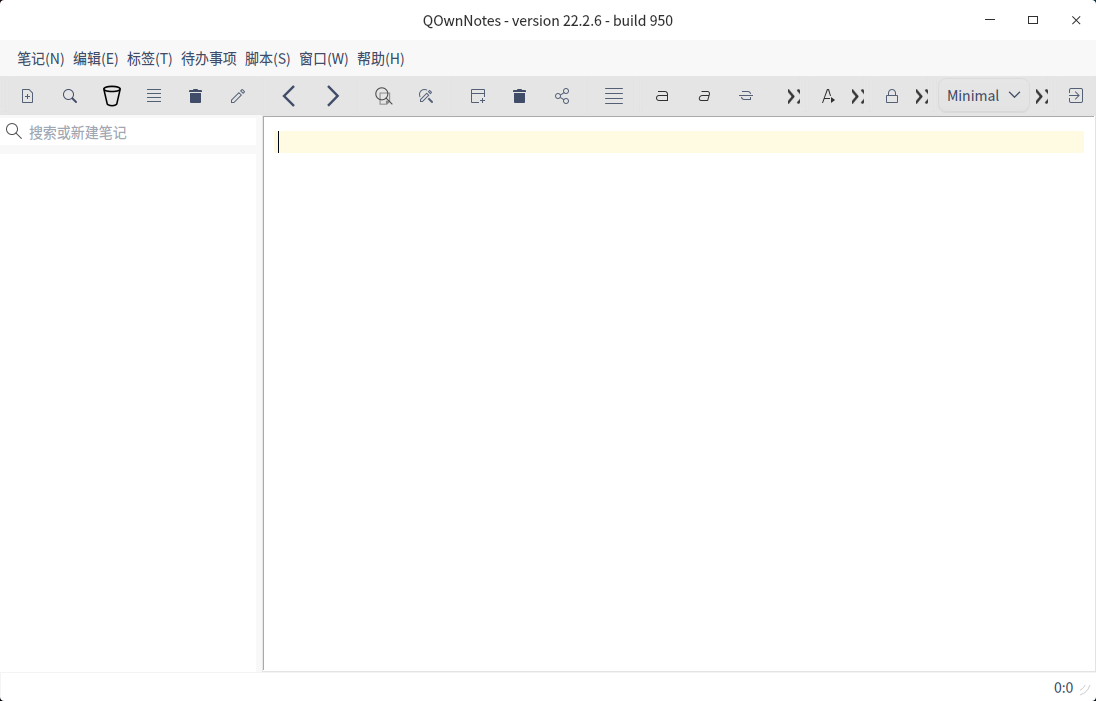 QOwnNotes - version 22.2.6 - build 950
笔记(N) 编辑(E) 标签(T) 待办事项 脚本(S) 窗口(W) 帮助(H)
Minimal
搜索或新建笔记
0:0